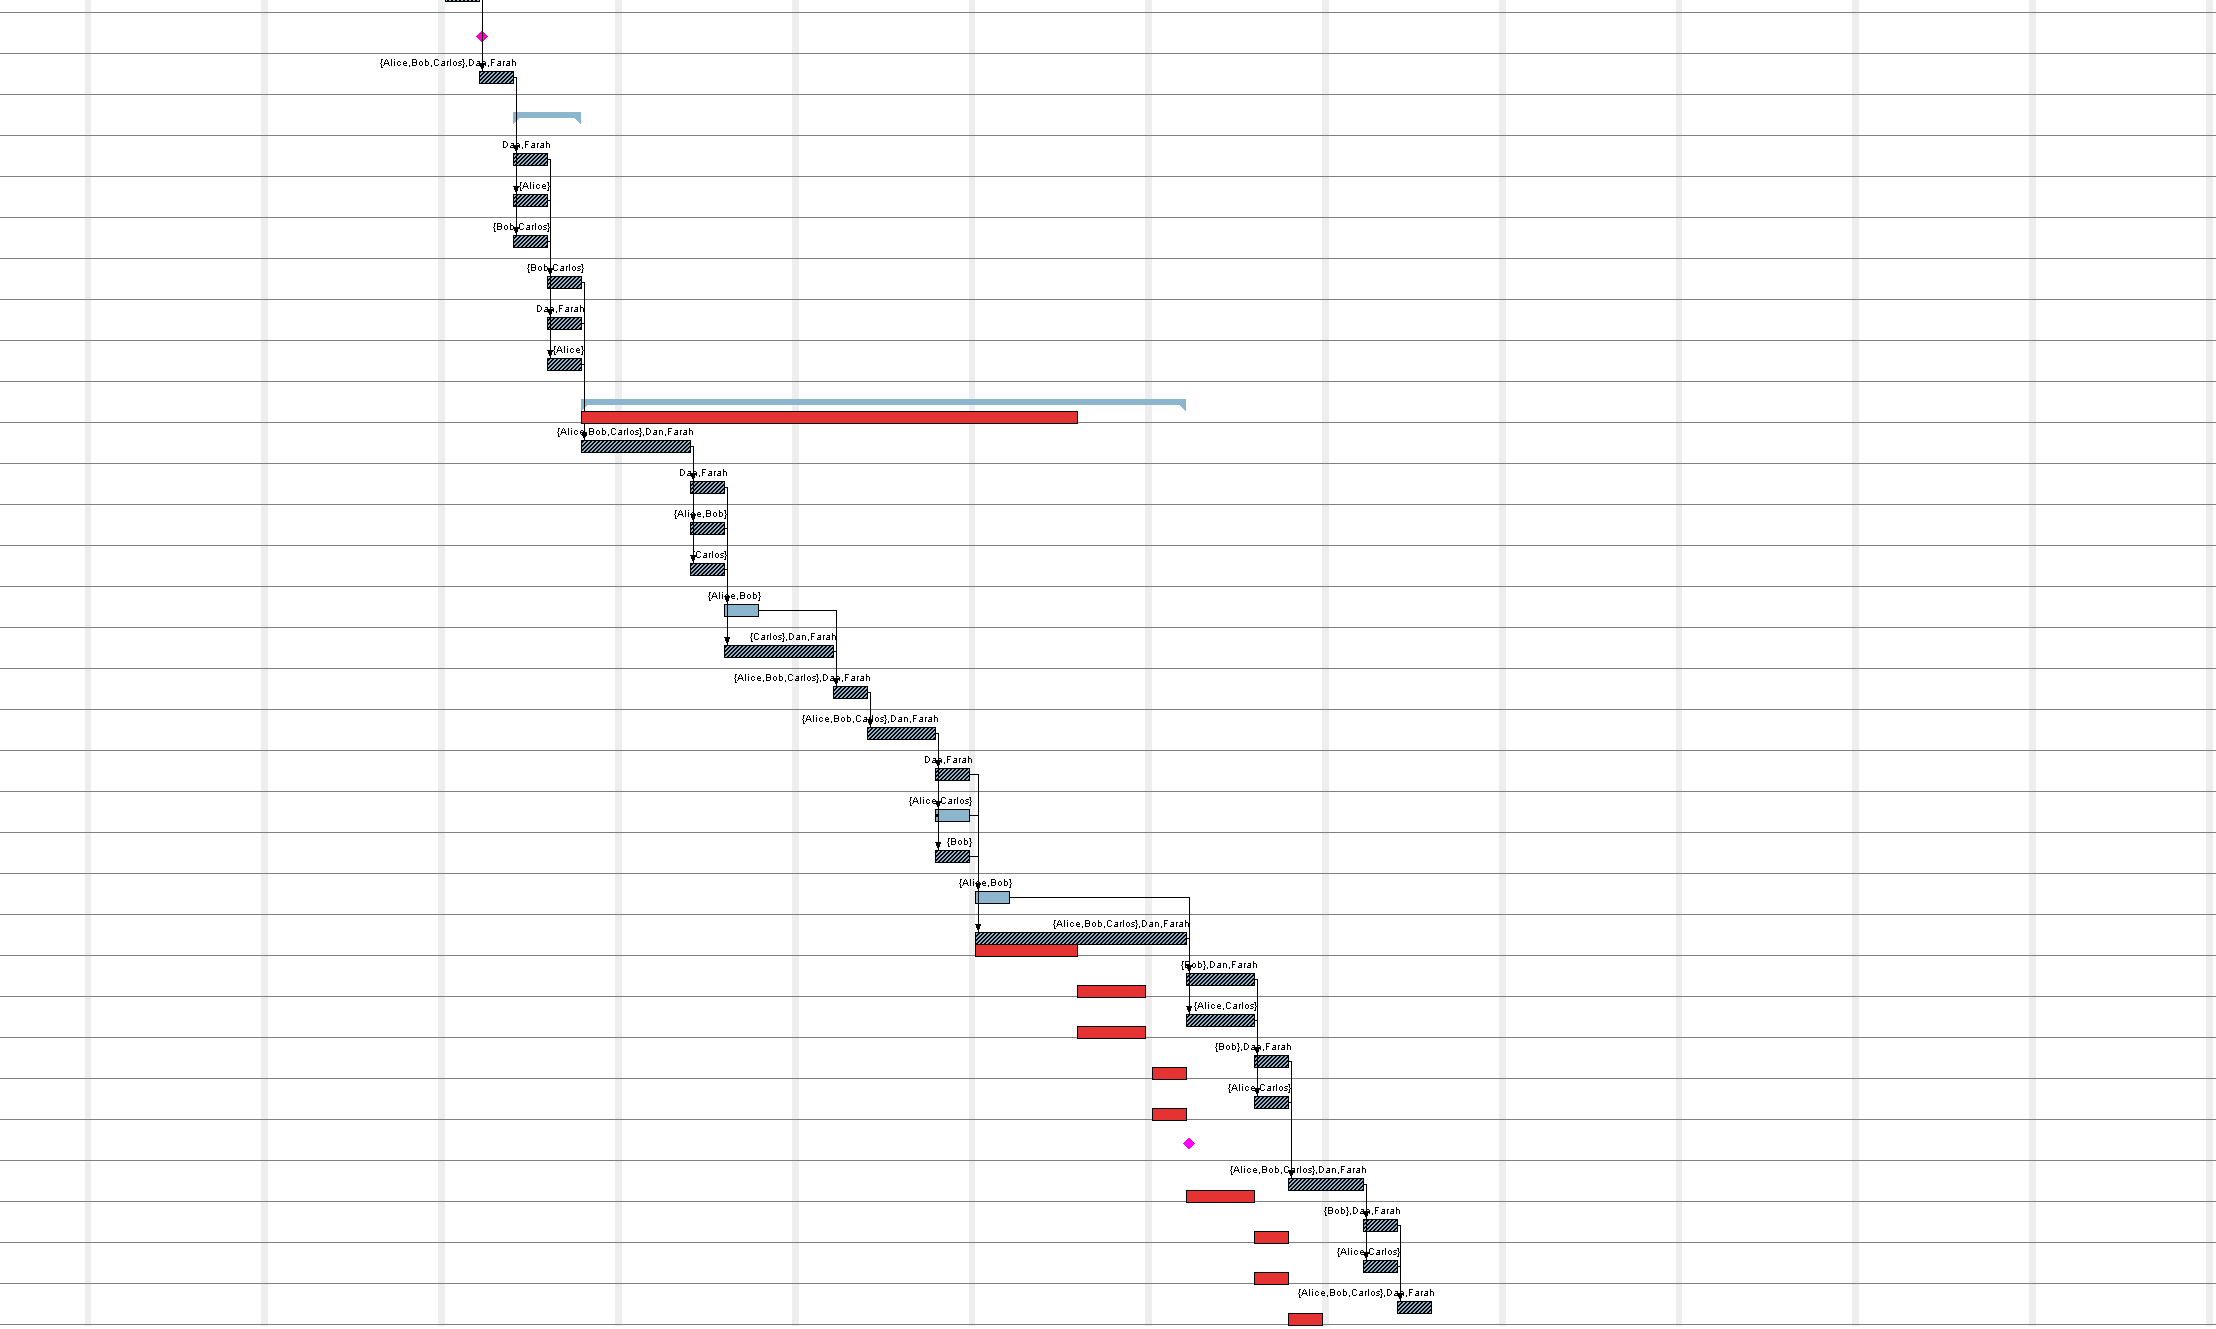 {Alice,Bob,Carlos},Dan,Farah
Dan,Farah
{Alice}
{Bob,Carlos}
{Bob,Carlos}
Dan,Farah
{Alice}
{Alice,Bob,Carlos},Dan,Farah
Dan,Farah
{Alice,Bob}
{Carlos}
{Alice,Bob}
{Carlos},Dan,Farah
{Alice,Bob,Carlos},Dan,Farah
{Alice,Bob,Carlos},Dan,Farah
Dan,Farah
{Alice,Carlos}
{Bob}
{Alice,Bob}
{Alice,Bob,Carlos},Dan,Farah
{Bob},Dan,Farah
{Alice,Carlos}
{Bob},Dan,Farah
{Alice,Carlos}
{Alice,Bob,Carlos},Dan,Farah
{Bob},Dan,Farah
{Alice,Carlos}
{Alice,Bob,Carlos},Dan,Farah